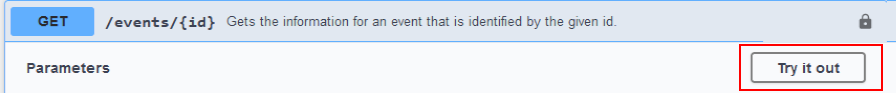 GET /events/{id} Gets the information for an event that is identified by the given id.
Parameters Try it out